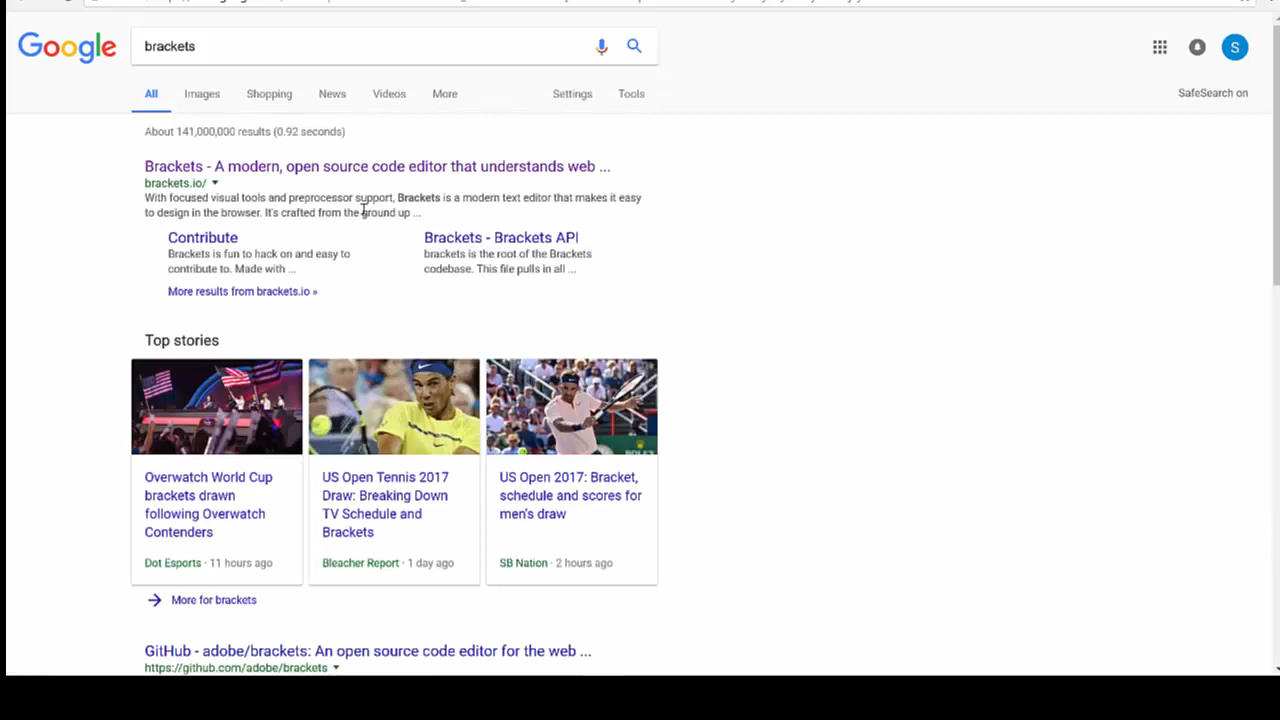 Google
brackets
S
All Images Shopping News Videos More Settings Tools
SafeSearch on
About 141,000,000 results (0.92 seconds)
Brackets - A modern, open source code editor that understands web ...
brackets.io/
With focused visual tools and preprocessor support, Brackets is a modern text editor that makes it easy
to design in the browser. It's crafted from the ground up ...
Contribute
Brackets is fun to hack on and easy to
contribute to. Made with ...
Brackets - Brackets API
brackets is the root of the Brackets
codebase. This file pulls in all ...
More results from brackets.io »
Top stories
Overwatch World Cup
brackets drawn
following Overwatch
Contenders
Dot Esports · 11 hours ago
US Open Tennis 2017
Draw: Breaking Down
TV Schedule and
Brackets
Bleacher Report · 1 day ago
US Open 2017: Bracket,
schedule and scores for
men's draw
SB Nation · 2 hours ago
More for brackets
GitHub - adobe/brackets: An open source code editor for the web ...
https://github.com/adobe/brackets